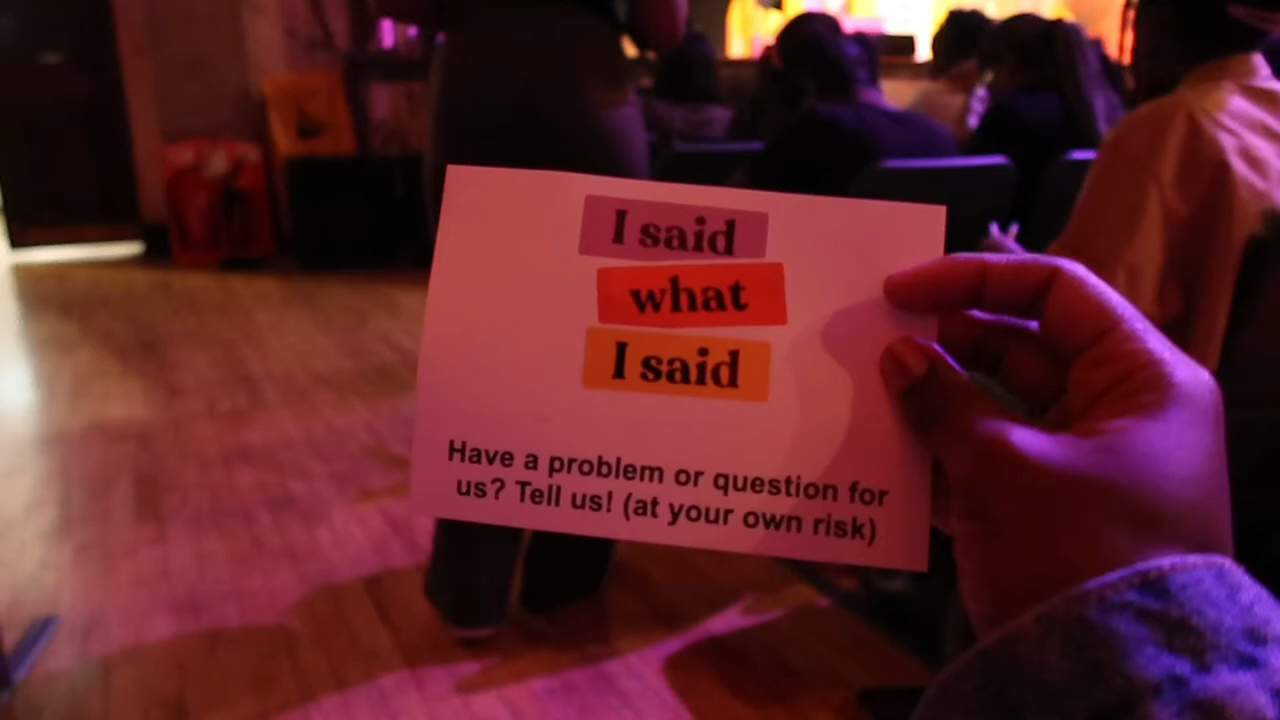 I said
what
I said
Have a problem or question for
us? Tell us! (at your own risk)